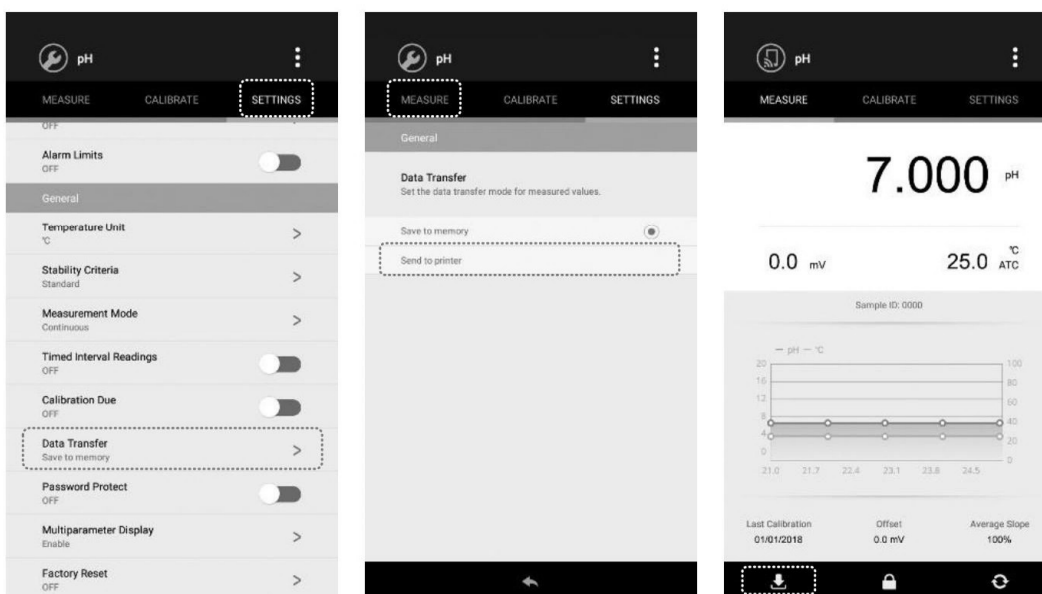 pH
MEASURE CALIBRATE SETTINGS
OFF
Alarm Limits
OFF
General
Temperature Unit
℃
>
Stability Criteria
Standard
>
Measurement Mode
Continuous
>
Timed Interval Readings
OFF
Calibration Due
OFF
Data Transfer
Save to memory
>
Password Protect
OFF
Multiparameter Display
Enable
>
Factory Reset
OFF
>
pH
MEASURE CALIBRATE SETTINGS
General
Data Transfer
Set the data transfer mode for measured values.
Save to memory
Send to printer
pH
MEASURE CALIBRATE SETTINGS
7.000 pH
0.0 mV 25.0 ℃ ATC
Sample ID: 0000
pH ℃
20 100
16 80
12 60
8 40
4 20
0 0
21.0 21.7 22.4 23.1 23.8 24.5
Last Calibration Offset Average Slope
01/01/2018 0.0 mV 100%